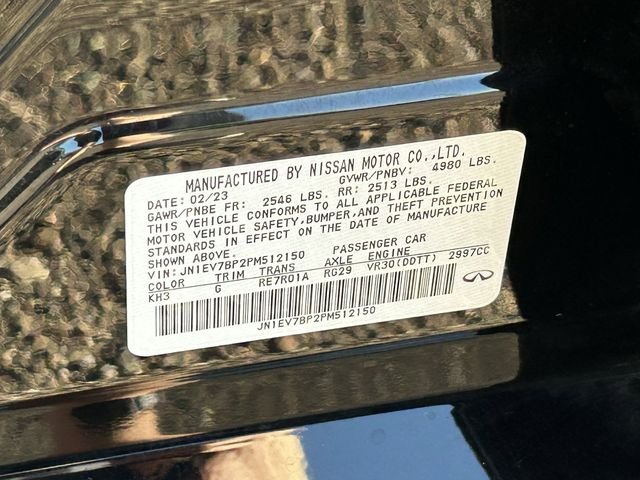 MANUFACTURED BY NISSAN MOTOR CO.,LTD.
DATE: 02/23 GVWR/PNBV: 4980 LBS.
GAWR/PNBE FR: 2546 LBS. RR: 2513 LBS.
THIS VEHICLE CONFORMS TO ALL APPLICABLE FEDERAL
MOTOR VEHICLE SAFETY,BUMPER,AND THEFT PREVENTION
STANDARDS IN EFFECT ON THE DATE OF MANUFACTURE
SHOWN ABOVE.
VIN: JN1EV7BP2PM512150 PASSENGER CAR
COLOR TRIM TRANS AXLE ENGINE
KH3 G RE7R01A RG29 VR30(DDTT) 2997CC
JN1EV7BP2PM512150